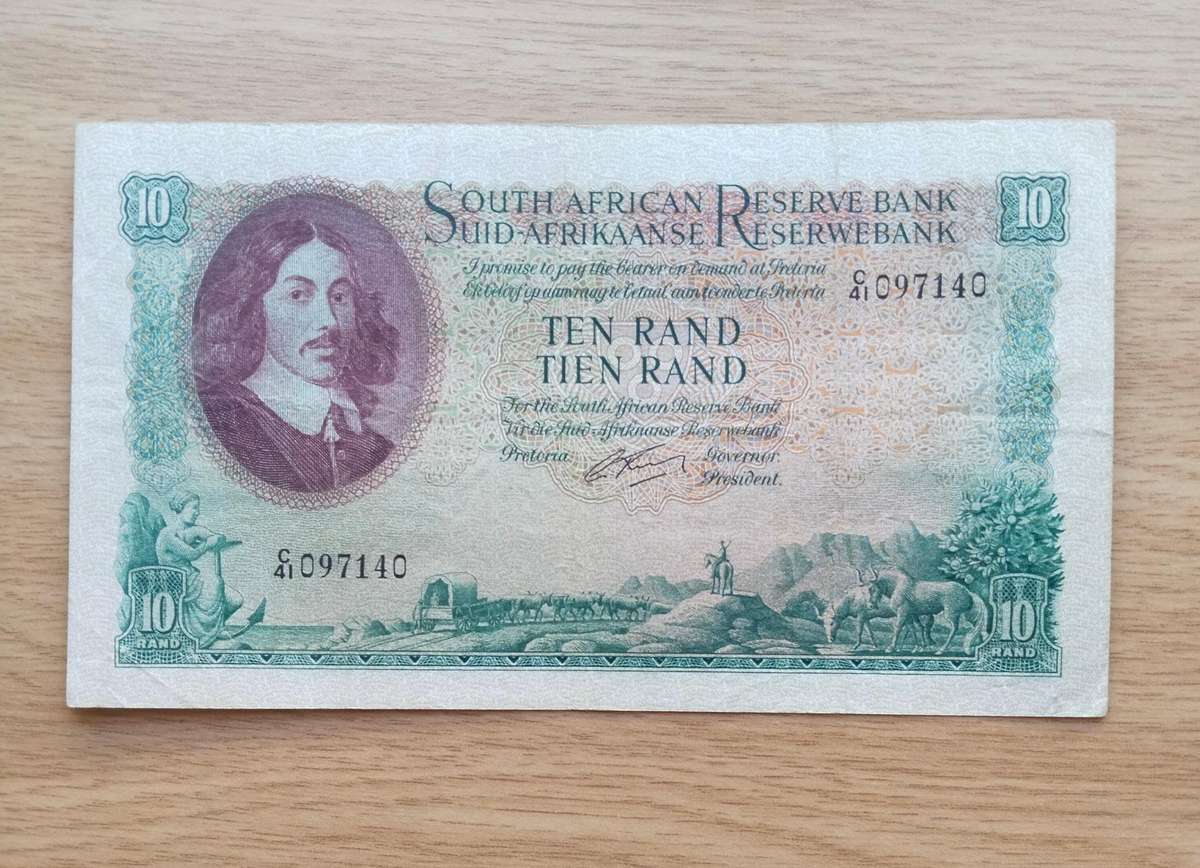 10
SOUTH AFRICAN RESERVE BANK
10
SUID-AFRIKAANSE RESERWEBANK
I promise to pay the bearer on demand at Pretoria
Ek beloof op aanvraag te betaal aan toonder te Pretoria
C/41 097140
TEN RAND
TIEN RAND
For the South African Reserve Bank
Vir die Suid-Afrikaanse Reserwebank
Pretoria. Governor.
President.
C/41 097140
10
RAND
10
RAND